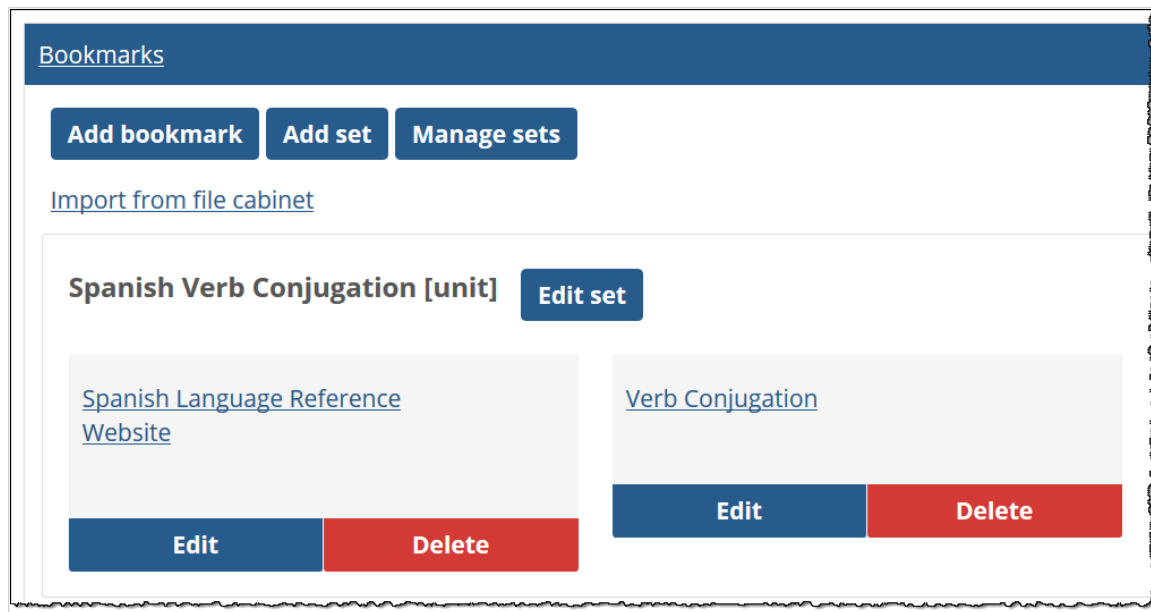 Bookmarks
Add bookmark Add set Manage sets
Import from file cabinet
Spanish Verb Conjugation [unit] Edit set
Spanish Language Reference
Website
Edit Delete
Verb Conjugation
Edit Delete